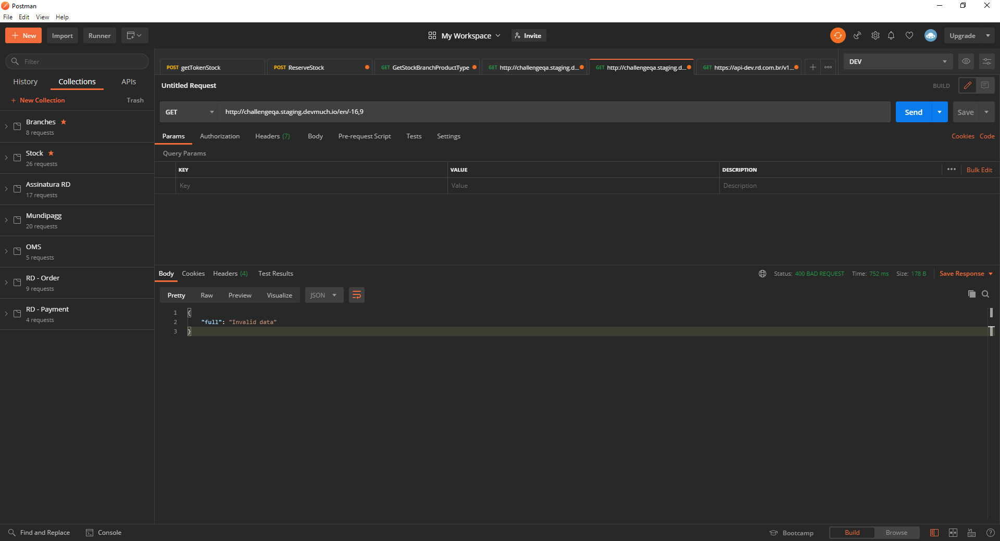 Postman
File Edit View Help
New Import Runner My Workspace Invite Upgrade
Filter
History Collections APIs
New Collection Trash
Branches
8 requests
Stock
26 requests
Assinatura RD
17 requests
Mundipagg
20 requests
OMS
5 requests
RD - Order
9 requests
RD - Payment
4 requests
POST getTokenStock POST ReserveStock GET GetStockBranchProductType GET http://challengeqa.staging.d... GET http://challengeqa.staging.d... GET https://api-dev.rd.com.br/v1... DEV
Untitled Request BUILD
GET http://challengeqa.staging.devmuch.io/en/-16,9 Send Save
Params Authorization Headers (7) Body Pre-request Script Tests Settings Cookies Code
Query Params
KEY VALUE DESCRIPTION Bulk Edit
Key Value Description
Body Cookies Headers (4) Test Results Status: 400 BAD REQUEST Time: 752 ms Size: 178 B Save Response
Pretty Raw Preview Visualize JSON
1 {
2 "full": "Invalid data"
3 }
Find and Replace Console Bootcamp Build Browse